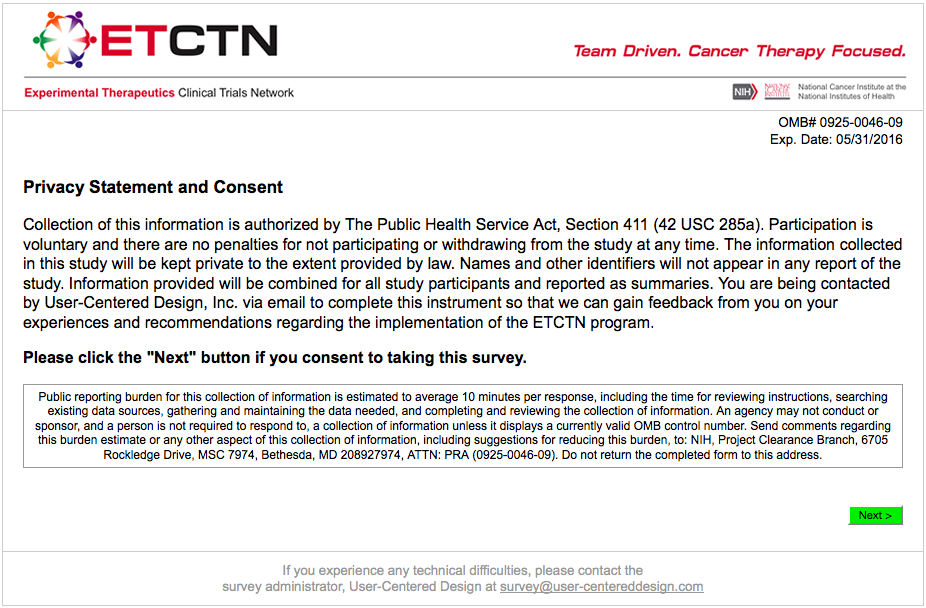 ETCTN
Team Driven. Cancer Therapy Focused.
Experimental Therapeutics Clinical Trials Network
NIH NATIONAL CANCER INSTITUTE National Cancer Institute at the
National Institutes of Health
OMB# 0925-0046-09
Exp. Date: 05/31/2016
Privacy Statement and Consent
Collection of this information is authorized by The Public Health Service Act, Section 411 (42 USC 285a). Participation is
voluntary and there are no penalties for not participating or withdrawing from the study at any time. The information collected
in this study will be kept private to the extent provided by law. Names and other identifiers will not appear in any report of the
study. Information provided will be combined for all study participants and reported as summaries. You are being contacted
by User-Centered Design, Inc. via email to complete this instrument so that we can gain feedback from you on your
experiences and recommendations regarding the implementation of the ETCTN program.
Please click the "Next" button if you consent to taking this survey.
Public reporting burden for this collection of information is estimated to average 10 minutes per response, including the time for reviewing instructions, searching
existing data sources, gathering and maintaining the data needed, and completing and reviewing the collection of information. An agency may not conduct or
sponsor, and a person is not required to respond to, a collection of information unless it displays a currently valid OMB control number. Send comments regarding
this burden estimate or any other aspect of this collection of information, including suggestions for reducing this burden, to: NIH, Project Clearance Branch, 6705
Rockledge Drive, MSC 7974, Bethesda, MD 208927974, ATTN: PRA (0925-0046-09). Do not return the completed form to this address.
Next >
If you experience any technical difficulties, please contact the
survey administrator, User-Centered Design at survey@user-centereddesign.com